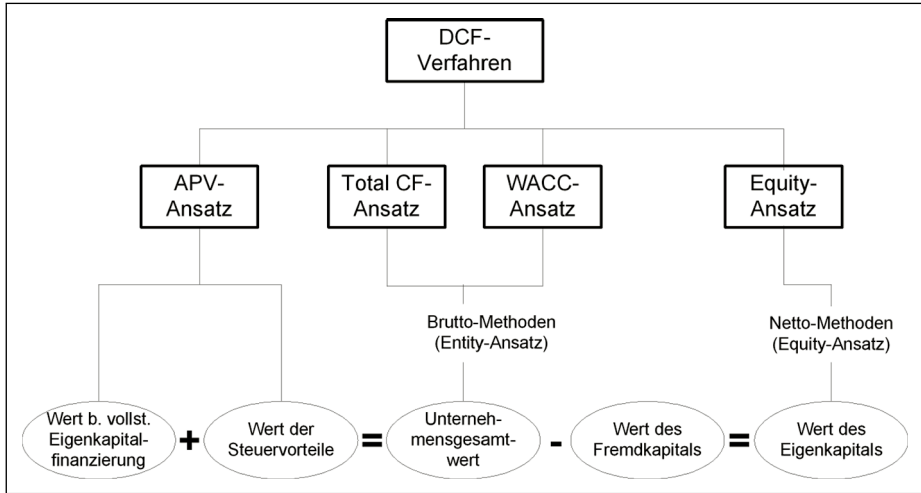 DCF-
Verfahren
APV-
Ansatz
Total CF-
Ansatz
WACC-
Ansatz
Equity-
Ansatz
Brutto-Methoden
(Entity-Ansatz)
Netto-Methoden
(Equity-Ansatz)
Wert b. vollst.
Eigenkapital-
finanzierung
+
Wert der
Steuervorteile
=
Unterneh-
mensgesamt-
wert
-
Wert des
Fremdkapitals
=
Wert des
Eigenkapitals